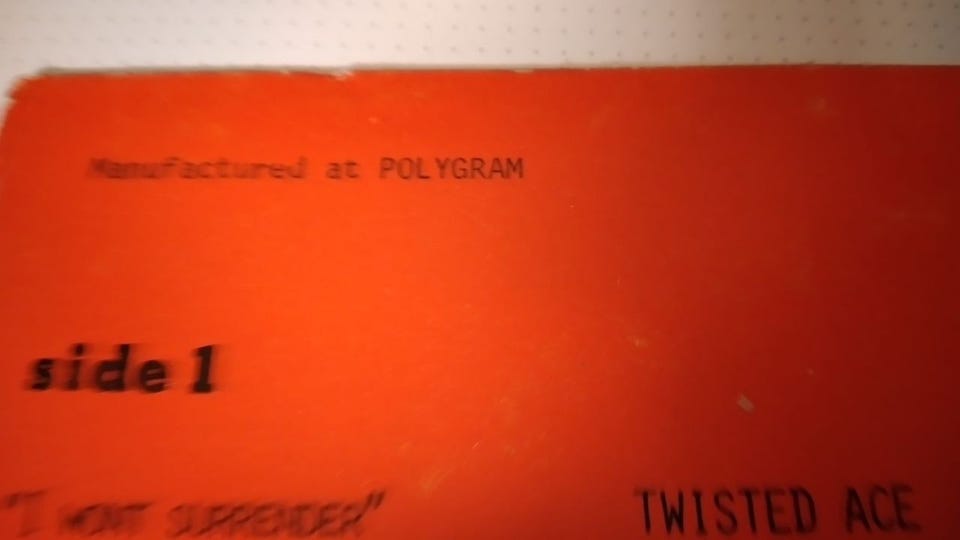 Manufactured at POLYGRAM
side 1
"I WONT SURRENDER" TWISTED ACE